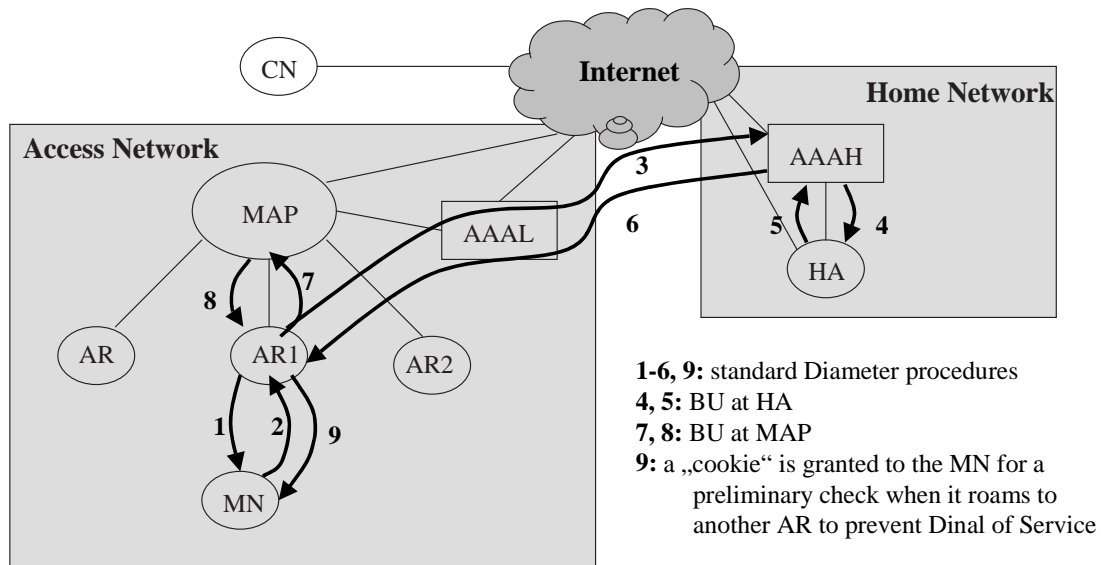 CN
Internet
Home Network
Access Network
3
AAAH
MAP
6
5
4
AAAL
HA
8
7
AR
AR1
AR2
1-6, 9: standard Diameter procedures
4, 5: BU at HA
1
2
9
7, 8: BU at MAP
9: a „cookie“ is granted to the MN for a
MN
preliminary check when it roams to
another AR to prevent Dinal of Service